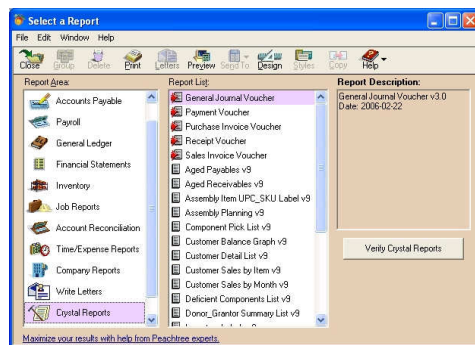 Select a Report
File Edit Window Help
Close Group Delete Print Letters Preview Send To Design Styles Copy Help
Report Area:
Accounts Payable
Payroll
General Ledger
Financial Statements
Inventory
Job Reports
Account Reconciliation
Time/Expense Reports
Company Reports
Write Letters
Crystal Reports
Report List:
General Journal Voucher
Payment Voucher
Purchase Invoice Voucher
Receipt Voucher
Sales Invoice Voucher
Aged Payables v9
Aged Receivables v9
Assembly Item UPC_SKU Label v9
Assembly Planning v9
Component Pick List v9
Customer Balance Graph v9
Customer Detail List v9
Customer Sales by Item v9
Customer Sales by Month v9
Deficient Components List v9
Donor_Grantor Summary List v9
Report Description:
General Journal Voucher v3.0
Date: 2006-02-22
Verify Crystal Reports
Maximize your results with help from Peachtree experts.